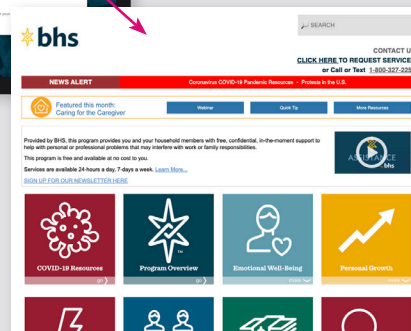 SEARCH
bhs
CONTACT U
CLICK HERE TO REQUEST SERVICE
or Call or Text 1-800-327-225
NEWS ALERT
Coronavirus COVID-19 Pandemic Resources • Protests in the U.S.
Featured this month:
Caring for the Caregiver
Webinar
Quick Tip
More Resources
Provided by BHS, this program provides you and your household members with free, confidential, in-the-moment support to
help with personal or professional problems that may interfere with work or family responsibilities.
This program is free and available at no cost to you.
Services are available 24-hours a day, 7-days a week. Learn More...
SIGN UP FOR OUR NEWSLETTER HERE
ASSISTANCE
bhs
COVID-19 Resources
go
Program Overview
go
Emotional Well-Being
more
Personal Growth
more